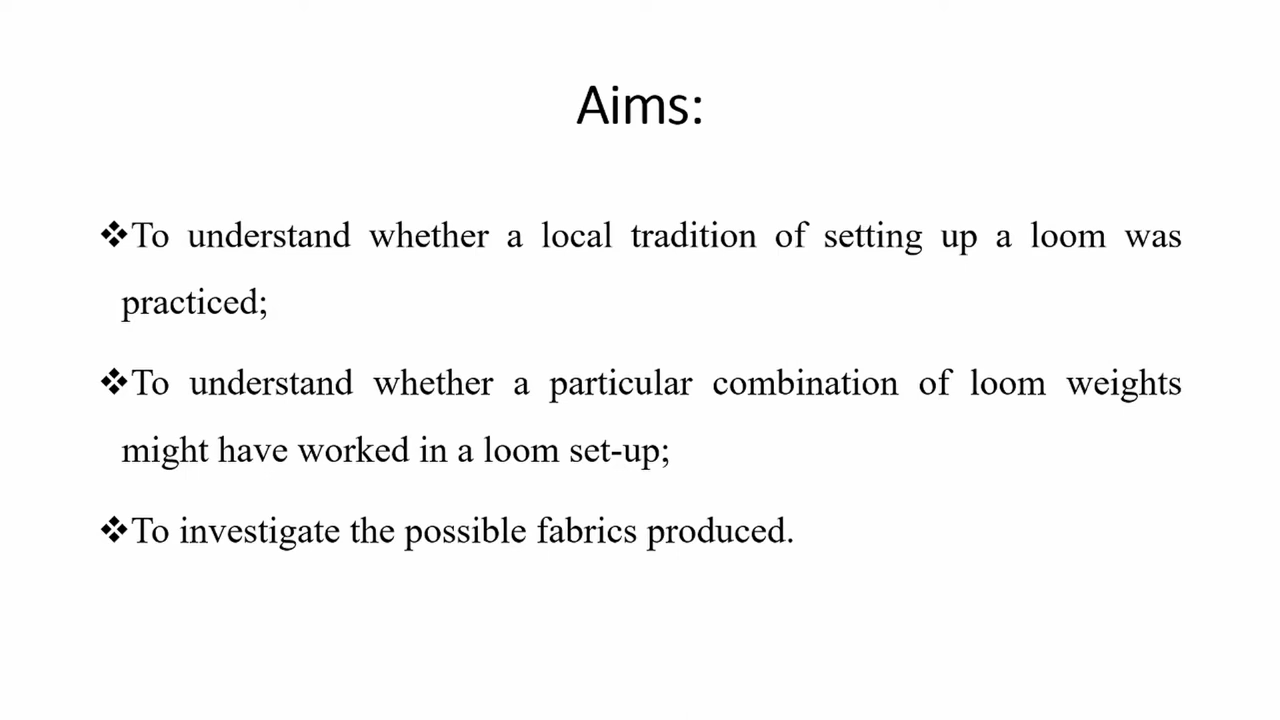 Aims:
❖To understand whether a local tradition of setting up a loom was
practiced;
❖To understand whether a particular combination of loom weights
might have worked in a loom set-up;
❖To investigate the possible fabrics produced.